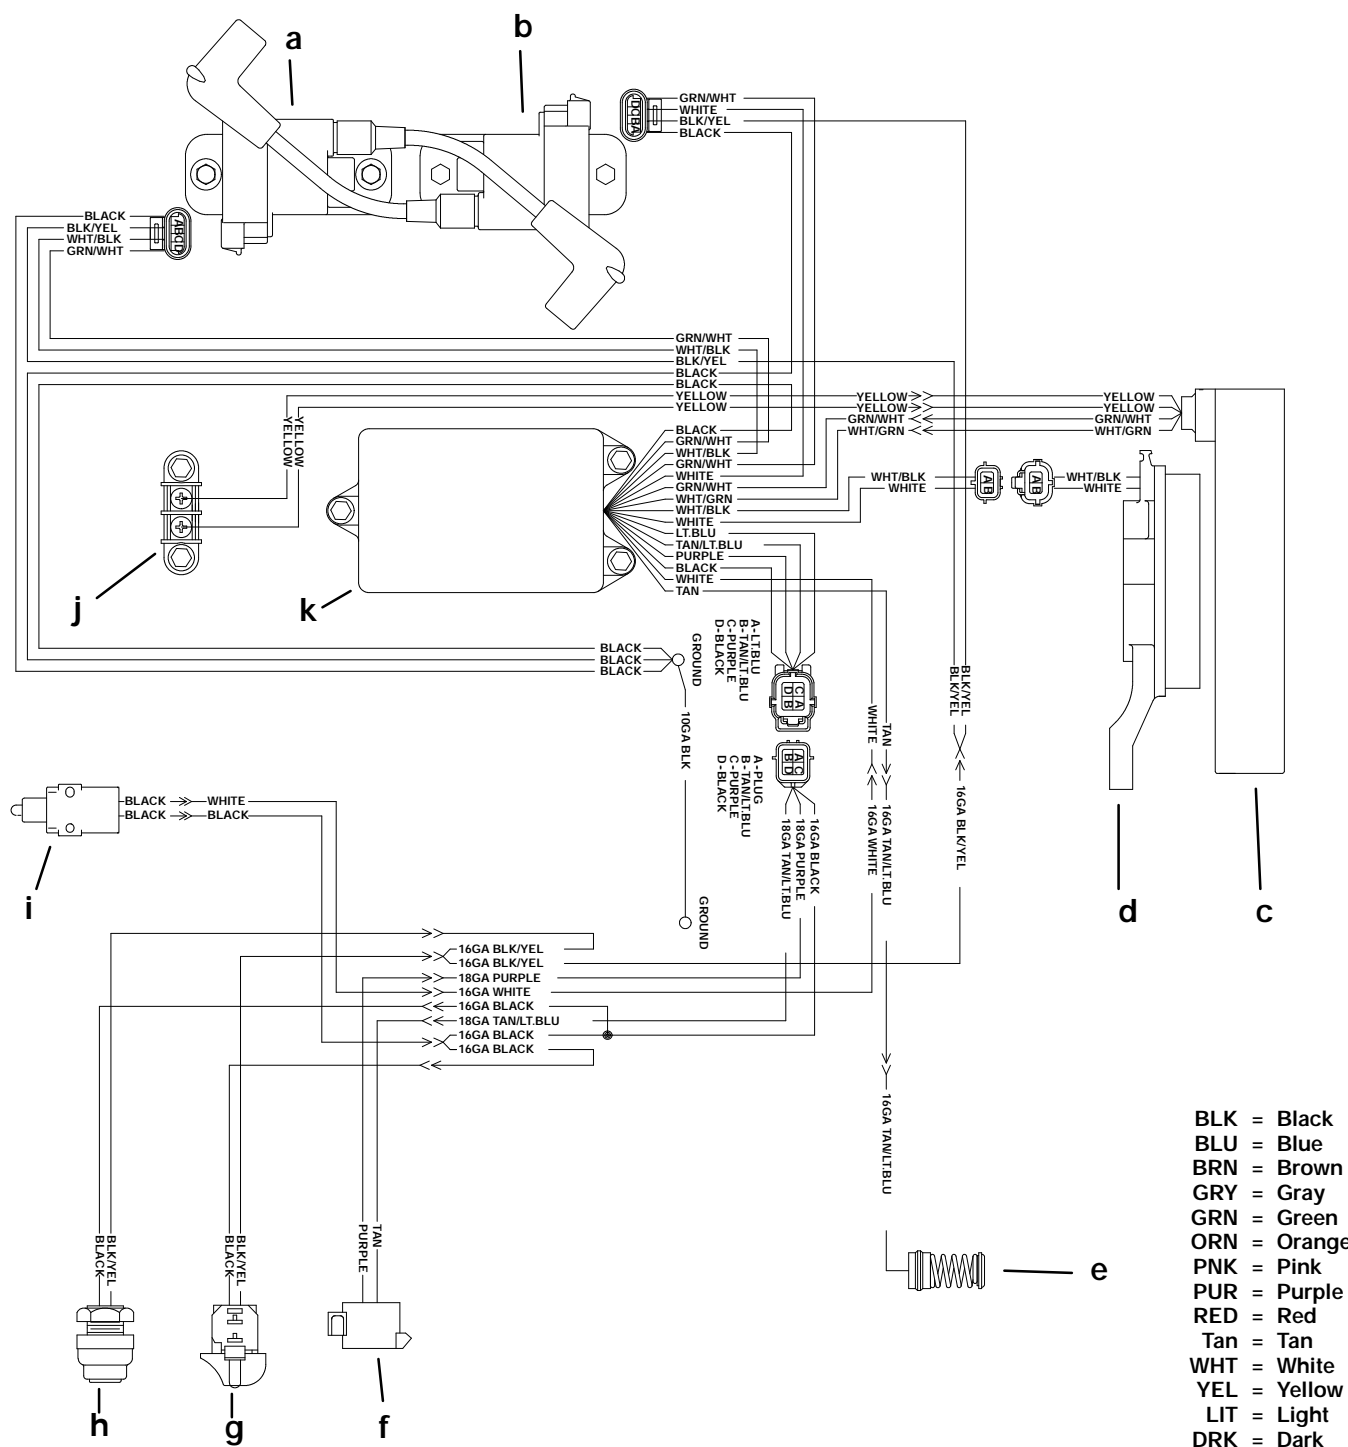 a
b
GRN/WHT
WHITE
BLK/YEL
BLACK
DCBA
BLACK
BLK/YEL
WHT/BLK
GRN/WHT
ABCD
GRN/WHT
WHT/BLK
BLK/YEL
BLACK
BLACK
YELLOW
YELLOW
YELLOW
YELLOW
YELLOW
YELLOW
GRN/WHT
WHT/GRN
YELLOW
YELLOW
GRN/WHT
WHT/GRN
BLACK
GRN/WHT
WHT/BLK
GRN/WHT
WHITE
GRN/WHT
WHT/GRN
WHT/BLK
WHITE
LT.BLU
TAN/LT.BLU
PURPLE
BLACK
WHITE
TAN
WHT/BLK
WHITE
AB
AB
WHT/BLK
WHITE
j
k
BLACK
BLACK
BLACK
GROUND
10GA BLK
GROUND
A-LT.BLU
B-TAN/LT.BLU
C-PURPLE
D-BLACK
C A
D B
A-PLUG
B-TAN/LT.BLU
C-PURPLE
D-BLACK
A C
B D
16GA BLACK
18GA PURPLE
18GA TAN/LT.BLU
WHITE
TAN
16GA WHITE
16GA TAN/LT.BLU
BLK/YEL
BLK/YEL
16GA BLK/YEL
16GA TAN/LT.BLU
d
c
BLACK
WHITE
BLACK
BLACK
i
16GA BLK/YEL
16GA BLK/YEL
18GA PURPLE
16GA WHITE
16GA BLACK
18GA TAN/LT.BLU
16GA BLACK
16GA BLACK
BLK/YEL
BLACK
BLK/YEL
BLACK
TAN
PURPLE
h
g
f
e
BLK = Black
BLU = Blue
BRN = Brown
GRY = Gray
GRN = Green
ORN = Orange
PNK = Pink
PUR = Purple
RED = Red
Tan = Tan
WHT = White
YEL = Yellow
LIT = Light
DRK = Dark